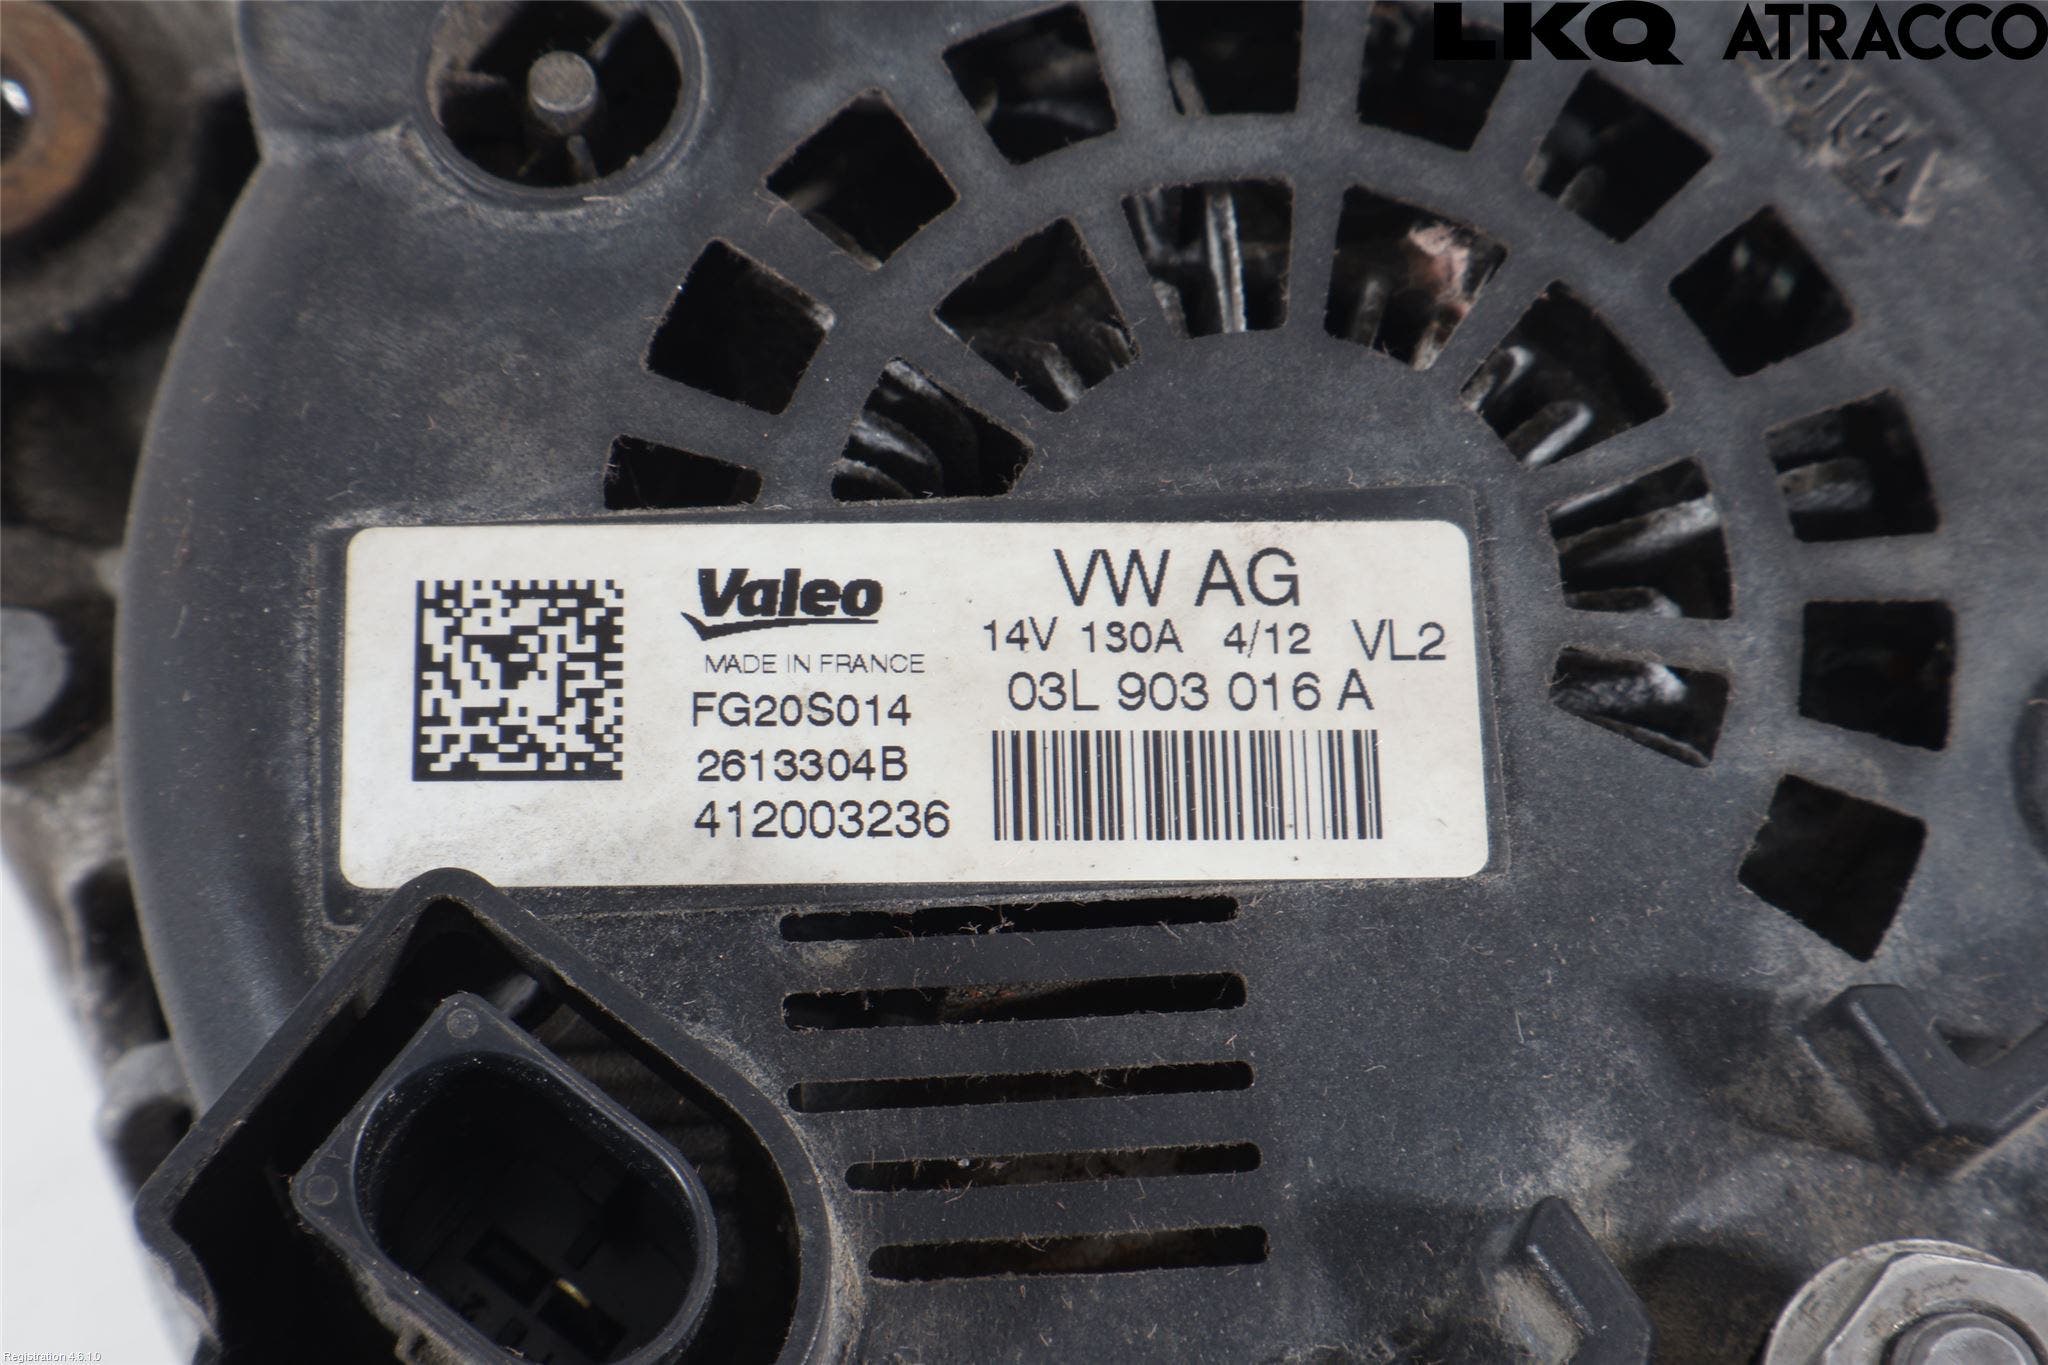 LKQ ATRACCO
Valeo
MADE IN FRANCE
FG20S014
2613304B
412003236
VW AG
14V 130A 4/12 VL2
03L 903 016 A
Registration 4.6.1.0